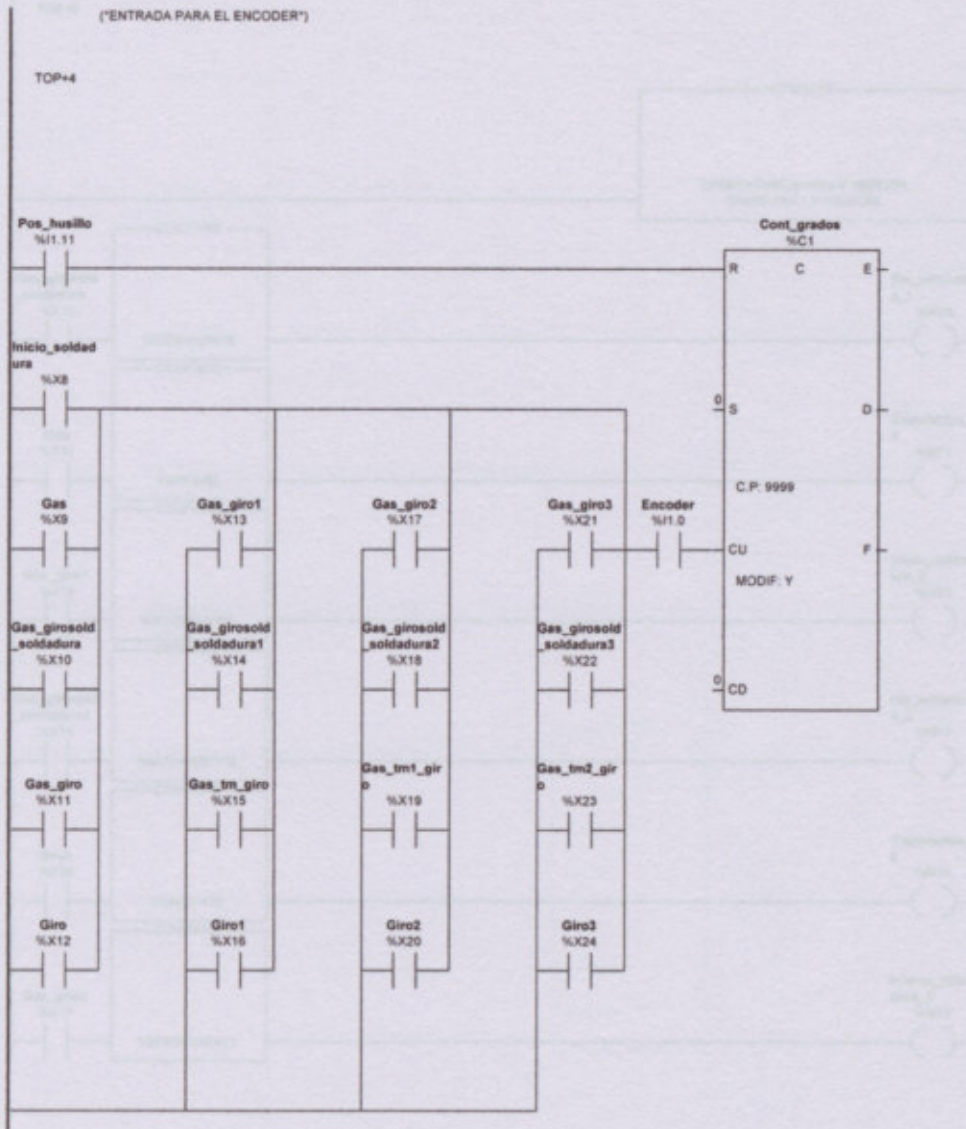 ("ENTRADA PARA EL ENCODER")
TOP+4
Pos_husillo
%I1.11
Cont_grados
%C1
R C E
Inicio_soldad
ura
%X8
0 S D
C.P: 9999
Gas
%X9
Gas_giro1
%X13
Gas_giro2
%X17
Gas_giro3
%X21
Encoder
%I1.0
CU F
MODIF: Y
Gas_girosold
_soldadura
%X10
Gas_girosold
_soldadura1
%X14
Gas_girosold
_soldadura2
%X18
Gas_girosold
_soldadura3
%X22
0 CD
Gas_giro
%X11
Gas_tm_giro
%X15
Gas_tm1_gir
o
%X19
Gas_tm2_gir
o
%X23
Giro
%X12
Giro1
%X16
Giro2
%X20
Giro3
%X24